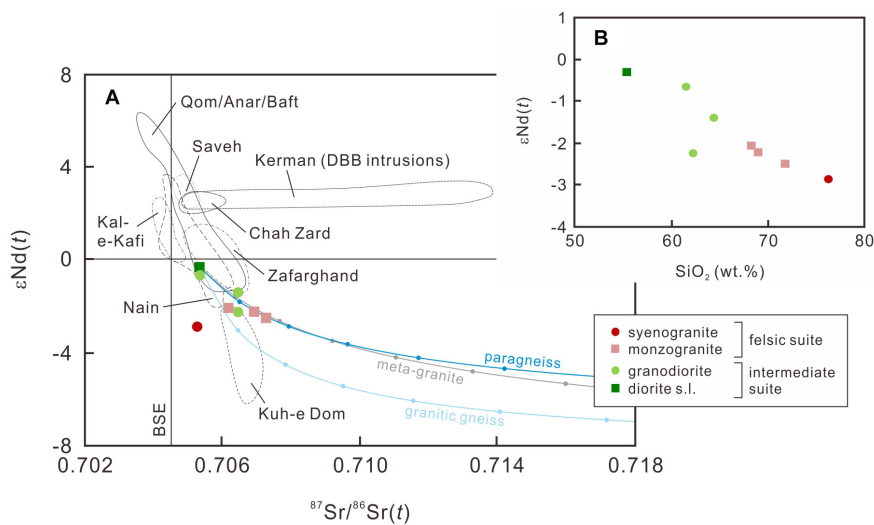 A
8
4
0
-4
-8
εNd(t)
Qom/Anar/Baft
Saveh
Kerman (DBB intrusions)
Kal-
e-Kafi
Chah Zard
Zafarghand
Nain
Kuh-e Dom
paragneiss
meta-granite
granitic gneiss
BSE
0.702
0.706
0.710
0.714
0.718
87Sr/86Sr(t)
B
1
0
-1
-2
-3
-4
εNd(t)
50
60
70
80
SiO2 (wt.%)
syenogranite
monzogranite
felsic suite
granodiorite
diorite s.l.
intermediate
suite